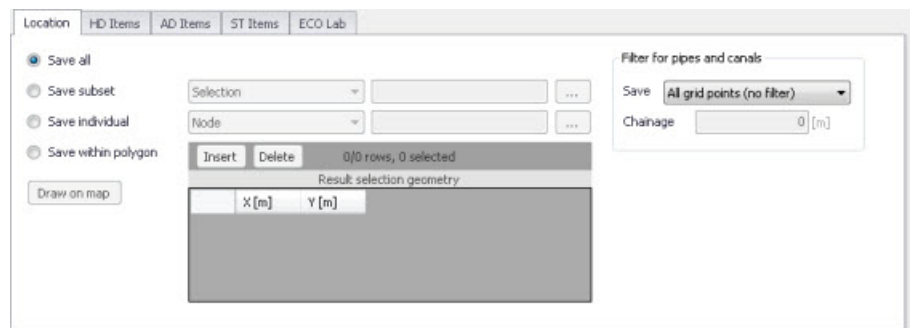 Location HD Items AD Items ST Items ECO Lab
Save all
Filter for pipes and canals
Save subset Selection ...
Save All grid points (no filter)
Save individual Node ...
Chainage 0 [m]
Save within polygon
Insert Delete 0/0 rows, 0 selected
Result selection geometry
Draw on map
X [m] Y [m]